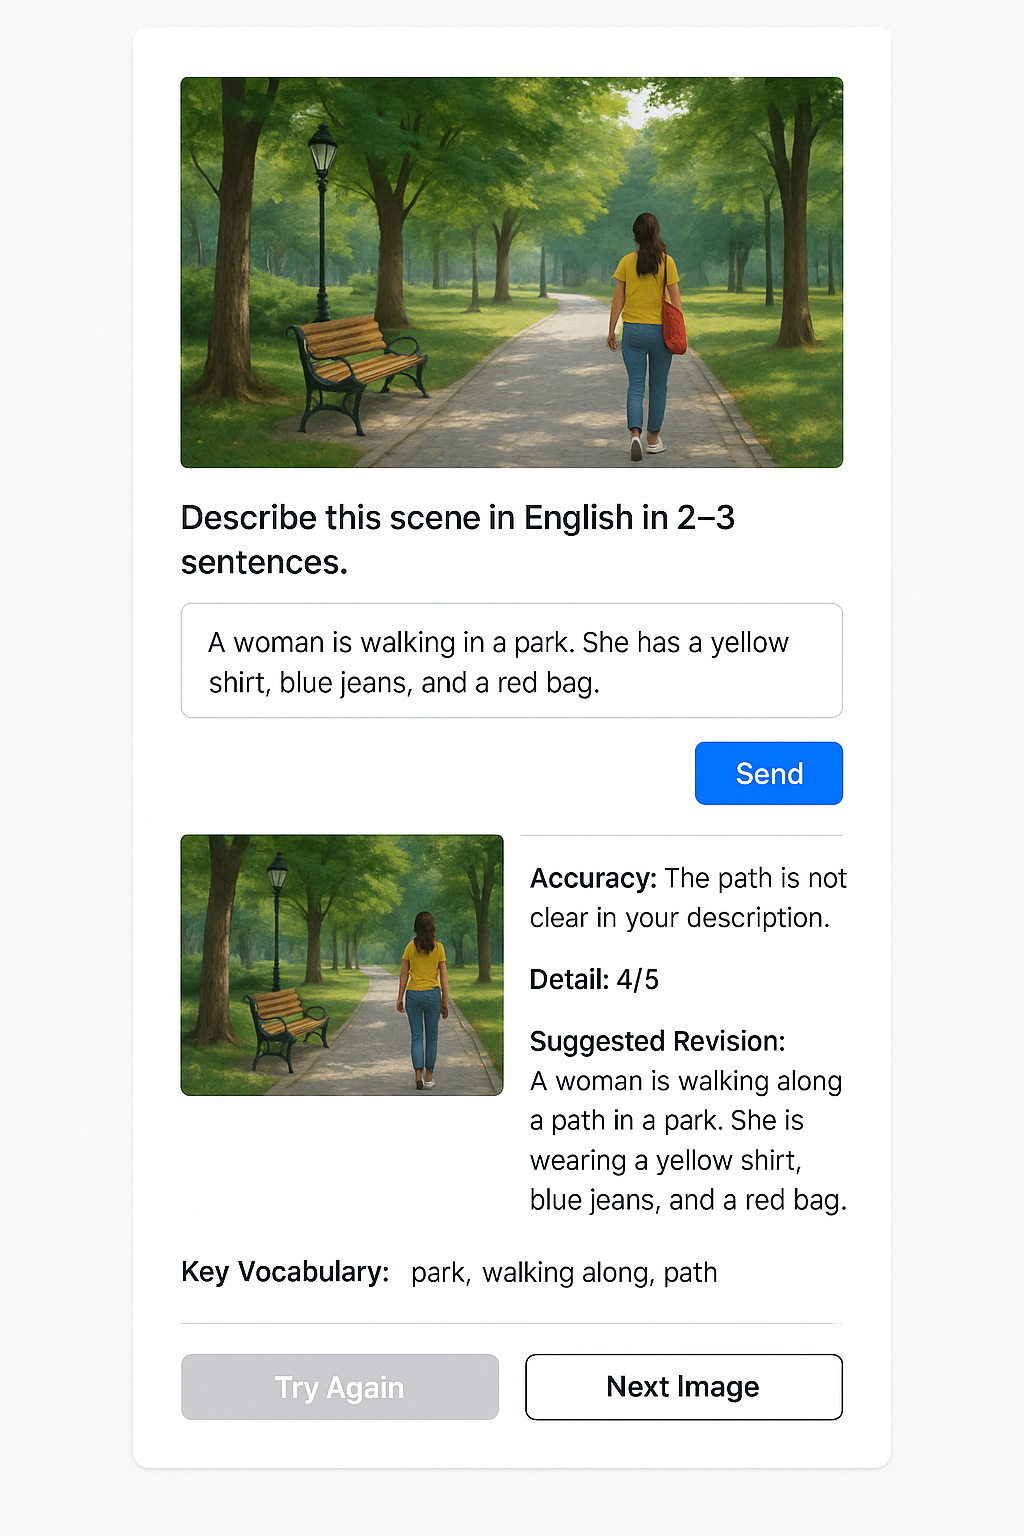 Describe this scene in English in 2–3
sentences.
A woman is walking in a park. She has a yellow
shirt, blue jeans, and a red bag.
Send
Accuracy: The path is not
clear in your description.
Detail: 4/5
Suggested Revision:
A woman is walking along
a path in a park. She is
wearing a yellow shirt,
blue jeans, and a red bag.
Key Vocabulary: park, walking along, path
Try Again
Next Image